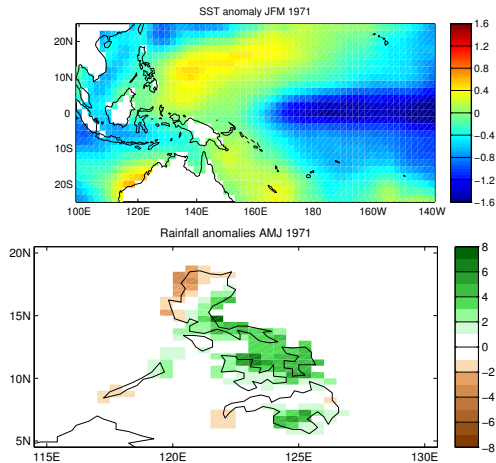 SST anomaly JFM 1971
20N
10N
0
10S
20S
100E 120E 140E 160E 180 160W 140W
1.6
1.2
0.8
0.4
0
-0.4
-0.8
-1.2
-1.6
Rainfall anomalies AMJ 1971
20N
15N
10N
5N
115E 120E 125E 130E
8
6
4
2
1
0
-1
-2
-4
-6
-8